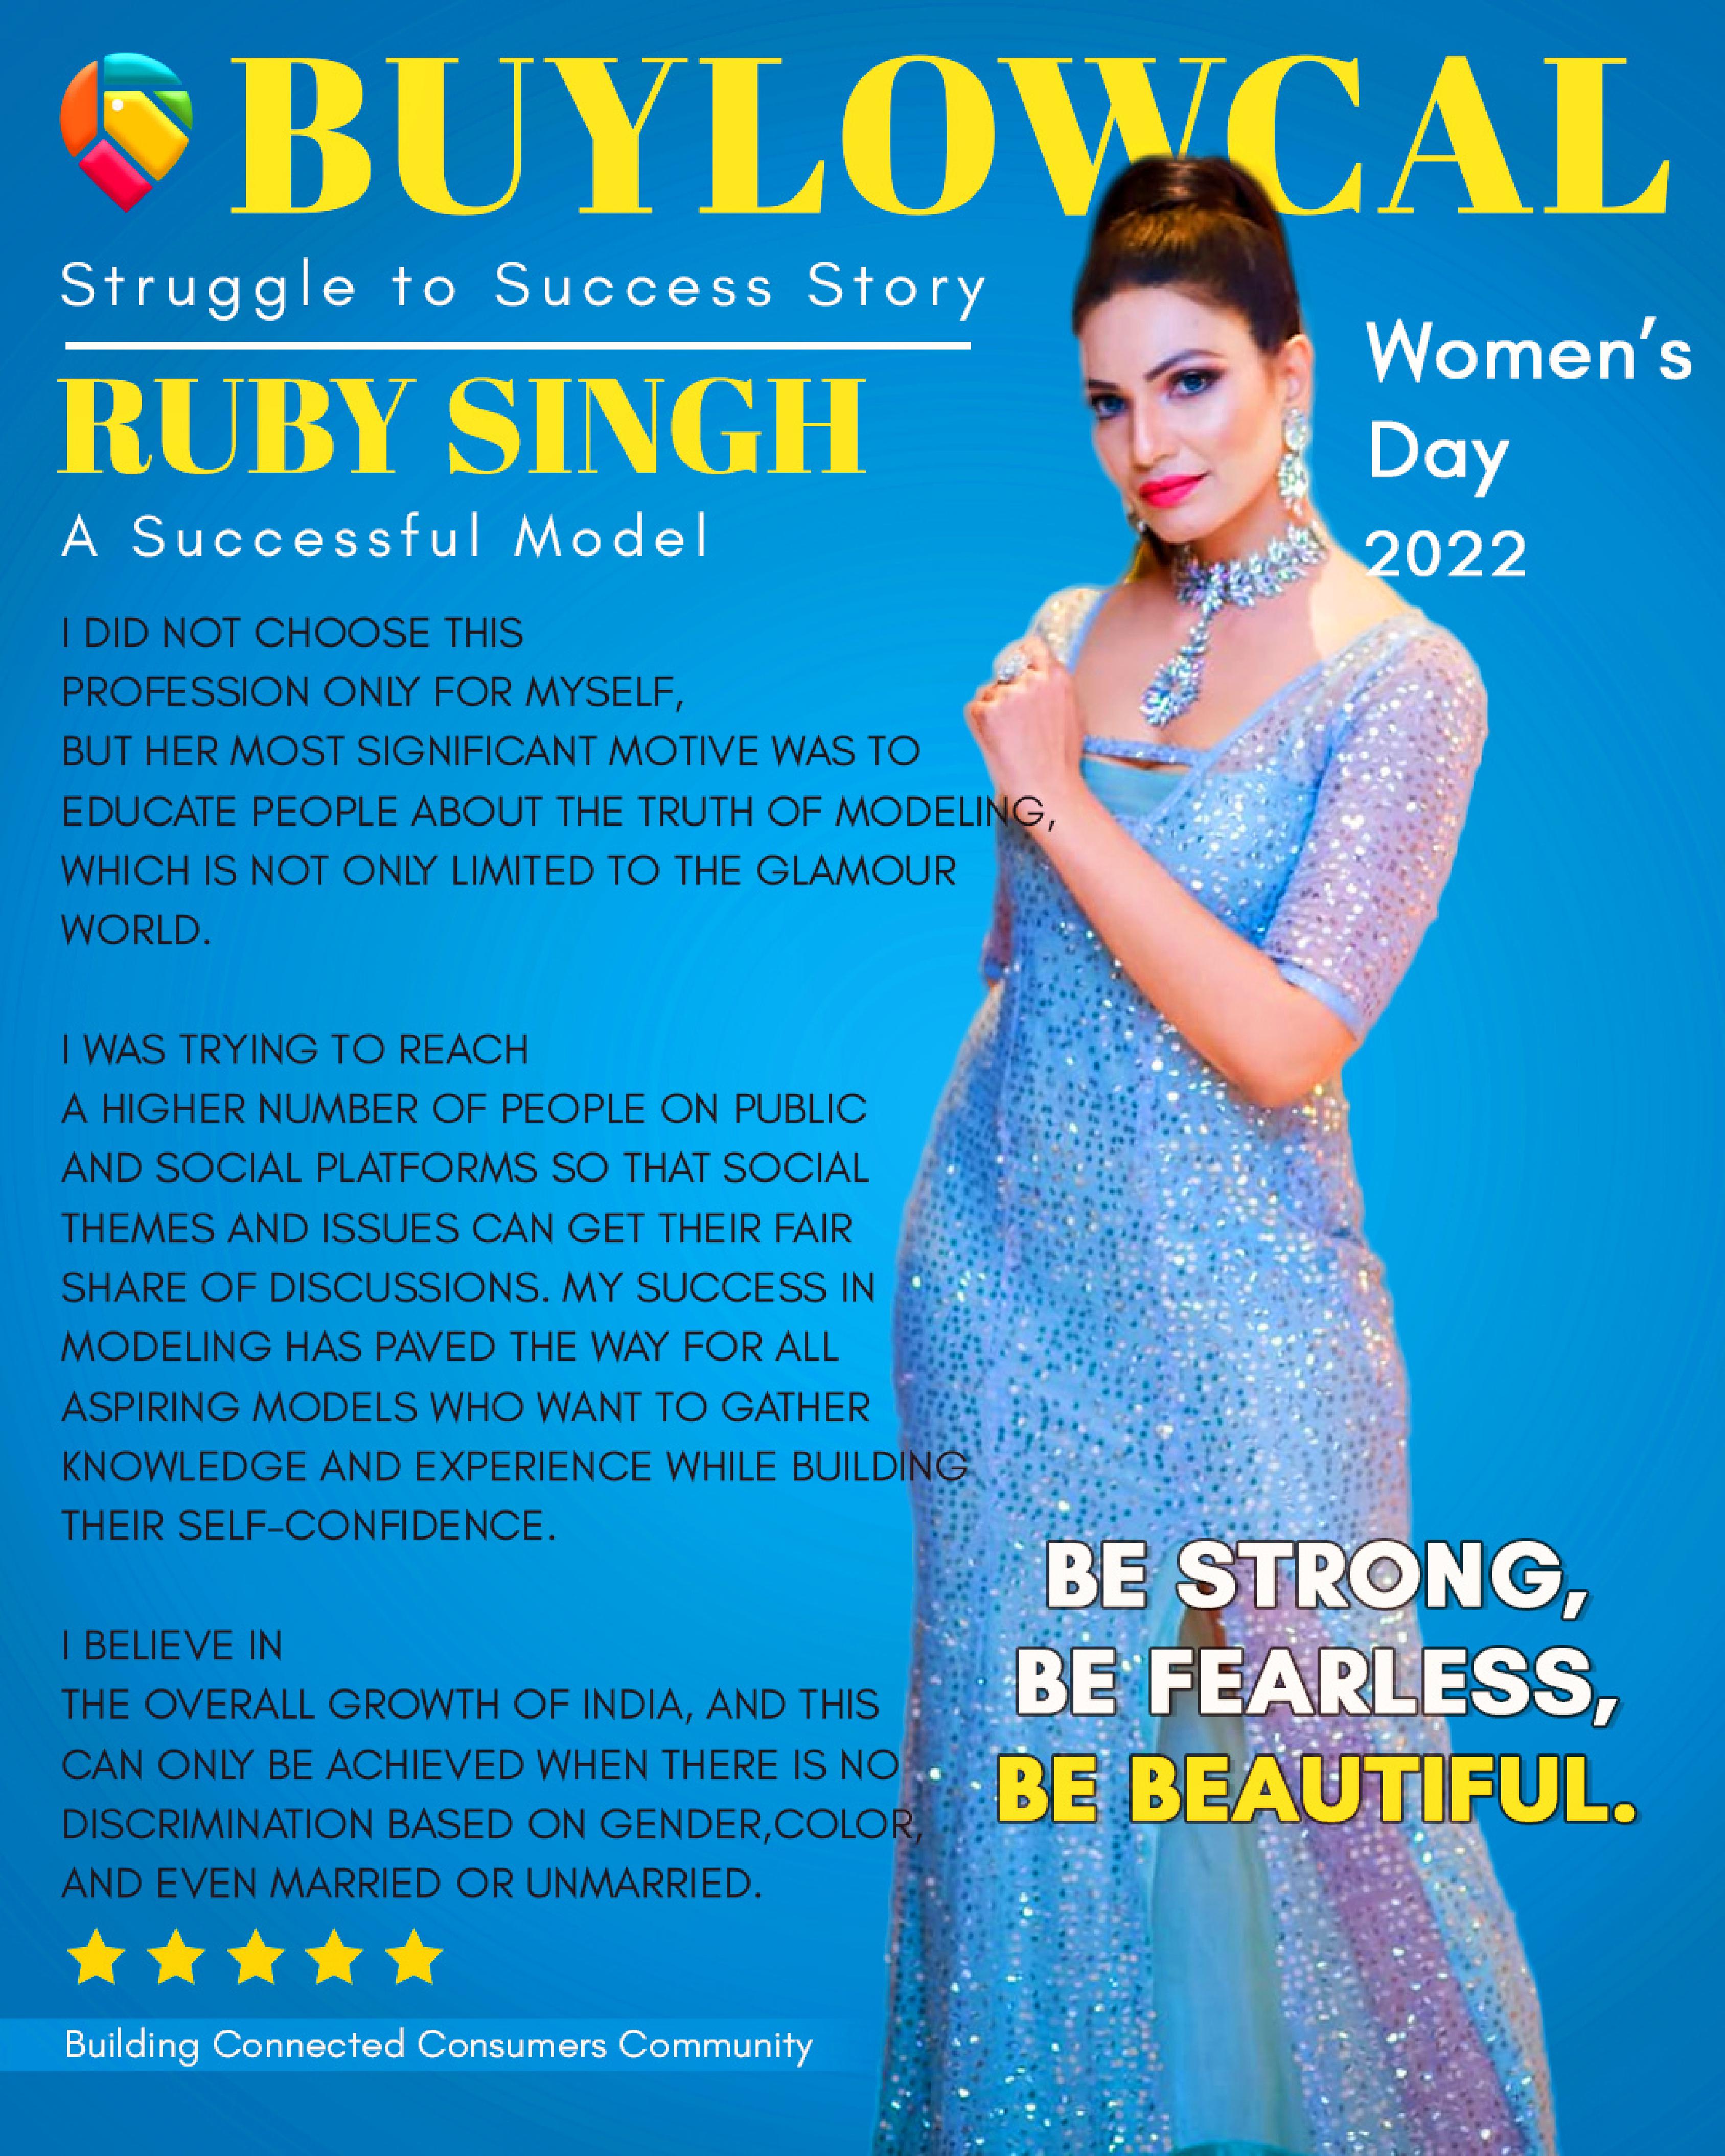 BUYLOWCAL
Struggle to Success Story
RUBY SINGH
A Successful Model
Women's
Day
2022
I DID NOT CHOOSE THIS
PROFESSION ONLY FOR MYSELF,
BUT HER MOST SIGNIFICANT MOTIVE WAS TO
EDUCATE PEOPLE ABOUT THE TRUTH OF MODELING,
WHICH IS NOT ONLY LIMITED TO THE GLAMOUR
WORLD.
I WAS TRYING TO REACH
A HIGHER NUMBER OF PEOPLE ON PUBLIC
AND SOCIAL PLATFORMS SO THAT SOCIAL
THEMES AND ISSUES CAN GET THEIR FAIR
SHARE OF DISCUSSIONS. MY SUCCESS IN
MODELING HAS PAVED THE WAY FOR ALL
ASPIRING MODELS WHO WANT TO GATHER
KNOWLEDGE AND EXPERIENCE WHILE BUILDING
THEIR SELF-CONFIDENCE.
I BELIEVE IN
THE OVERALL GROWTH OF INDIA, AND THIS
CAN ONLY BE ACHIEVED WHEN THERE IS NO
DISCRIMINATION BASED ON GENDER,COLOR,
AND EVEN MARRIED OR UNMARRIED.
BE STRONG,
BE FEARLESS,
BE BEAUTIFUL.
Building Connected Consumers Community